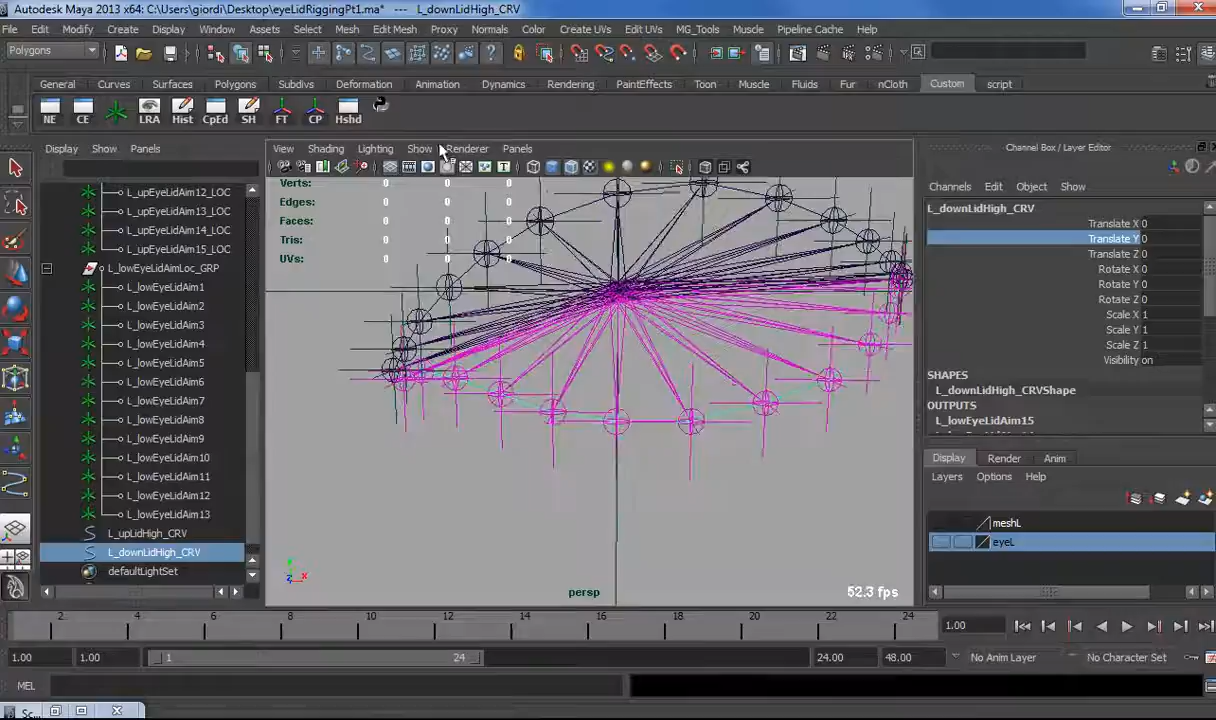 Autodesk Maya 2013 x64: C:\Users\giordi\Desktop\eyeLidRiggingPt1.ma* --- L_downLidHigh_CRV
File Edit Modify Create Display Window Assets Select Mesh Edit Mesh Proxy Normals Color Create UVs Edit UVs MG_Tools Muscle Pipeline Cache Help
Polygons
General Curves Surfaces Polygons Subdivs Deformation Animation Dynamics Rendering PaintEffects Toon Muscle Fluids Fur nCloth Custom script
NE CE LRA Hist CpEd SH FT CP Hshd
Display Show Panels
View Shading Lighting Show Renderer Panels
Channel Box / Layer Editor
Channels Edit Object Show
L_upEyeLidAim12_LOC
L_upEyeLidAim13_LOC
L_upEyeLidAim14_LOC
L_upEyeLidAim15_LOC
L_lowEyeLidAimLoc_GRP
L_lowEyeLidAim1
L_lowEyeLidAim2
L_lowEyeLidAim3
L_lowEyeLidAim4
L_lowEyeLidAim5
L_lowEyeLidAim6
L_lowEyeLidAim7
L_lowEyeLidAim8
L_lowEyeLidAim9
L_lowEyeLidAim10
L_lowEyeLidAim11
L_lowEyeLidAim12
L_lowEyeLidAim13
L_upLidHigh_CRV
L_downLidHigh_CRV
defaultLightSet
Verts: 0 0 0
Edges: 0 0 0
Faces: 0 0 0
Tris: 0 0 0
UVs: 0 0 0
persp
52.3 fps
L_downLidHigh_CRV
Translate X 0
Translate Y 0
Translate Z 0
Rotate X 0
Rotate Y 0
Rotate Z 0
Scale X 1
Scale Y 1
Scale Z 1
Visibility on
SHAPES
L_downLidHigh_CRVShape
OUTPUTS
L_lowEyeLidAim15
Display Render Anim
Layers Options Help
meshL
eyeL
2 4 6 8 10 12 14 16 18 20 22 24
1.00
1.00 1.00 1 24 24.00 48.00 No Anim Layer No Character Set
MEL
Sc...